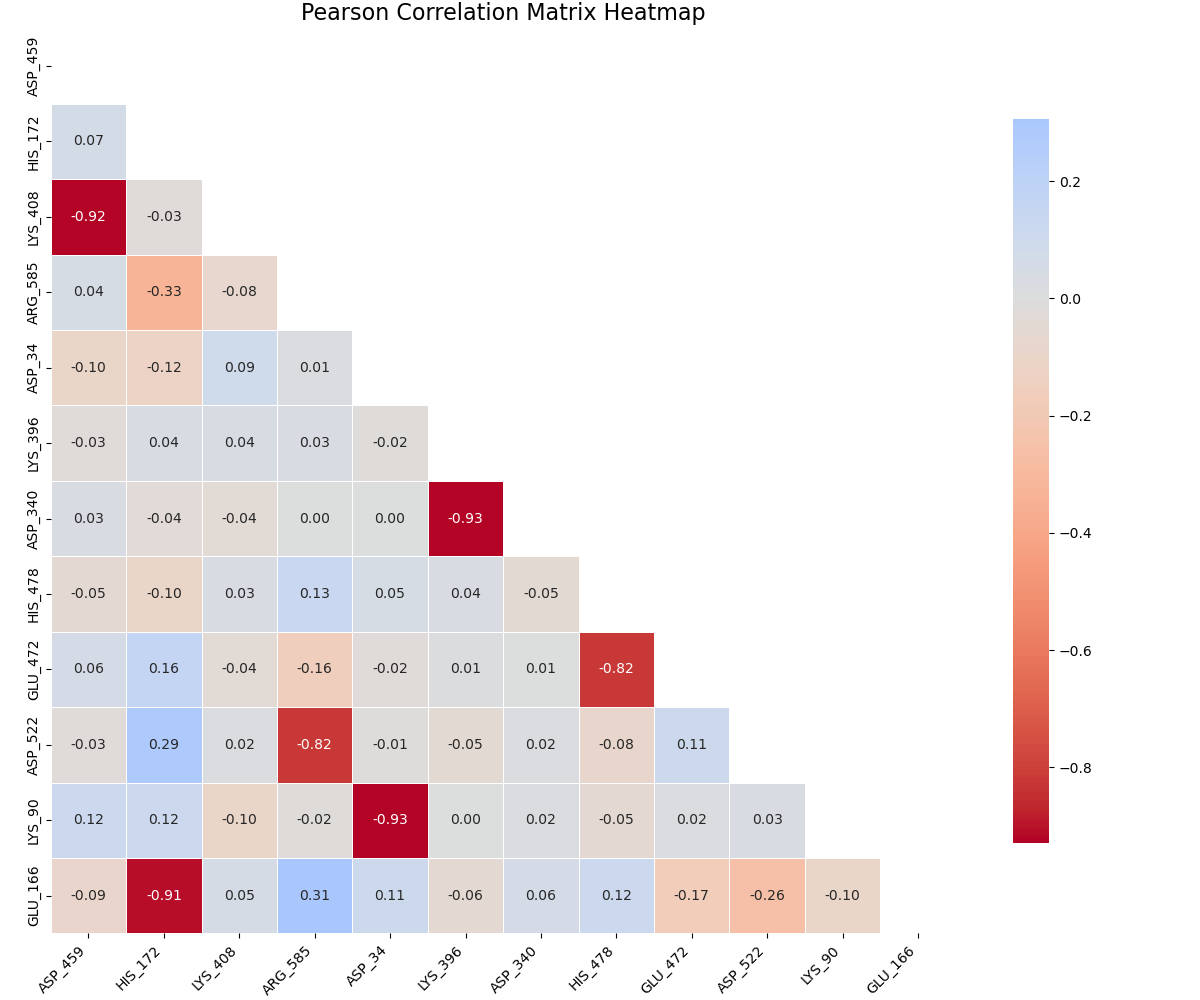 Pearson Correlation Matrix Heatmap
ASP_459
HIS_172 0.07
LYS_408 -0.92 -0.03
ARG_585 0.04 -0.33 -0.08
ASP_34 -0.10 -0.12 0.09 0.01
LYS_396 -0.03 0.04 0.04 0.03 -0.02
ASP_340 0.03 -0.04 -0.04 0.00 0.00 -0.93
HIS_478 -0.05 -0.10 0.03 0.13 0.05 0.04 -0.05
GLU_472 0.06 0.16 -0.04 -0.16 -0.02 0.01 0.01 -0.82
ASP_522 -0.03 0.29 0.02 -0.82 -0.01 -0.05 0.02 -0.08 0.11
LYS_90 0.12 0.12 -0.10 -0.02 -0.93 0.00 0.02 -0.05 0.02 0.03
GLU_166 -0.09 -0.91 0.05 0.31 0.11 -0.06 0.06 0.12 -0.17 -0.26 -0.10
ASP_459 HIS_172 LYS_408 ARG_585 ASP_34 LYS_396 ASP_340 HIS_478 GLU_472 ASP_522 LYS_90 GLU_166
0.2
0.0
−0.2
−0.4
−0.6
−0.8